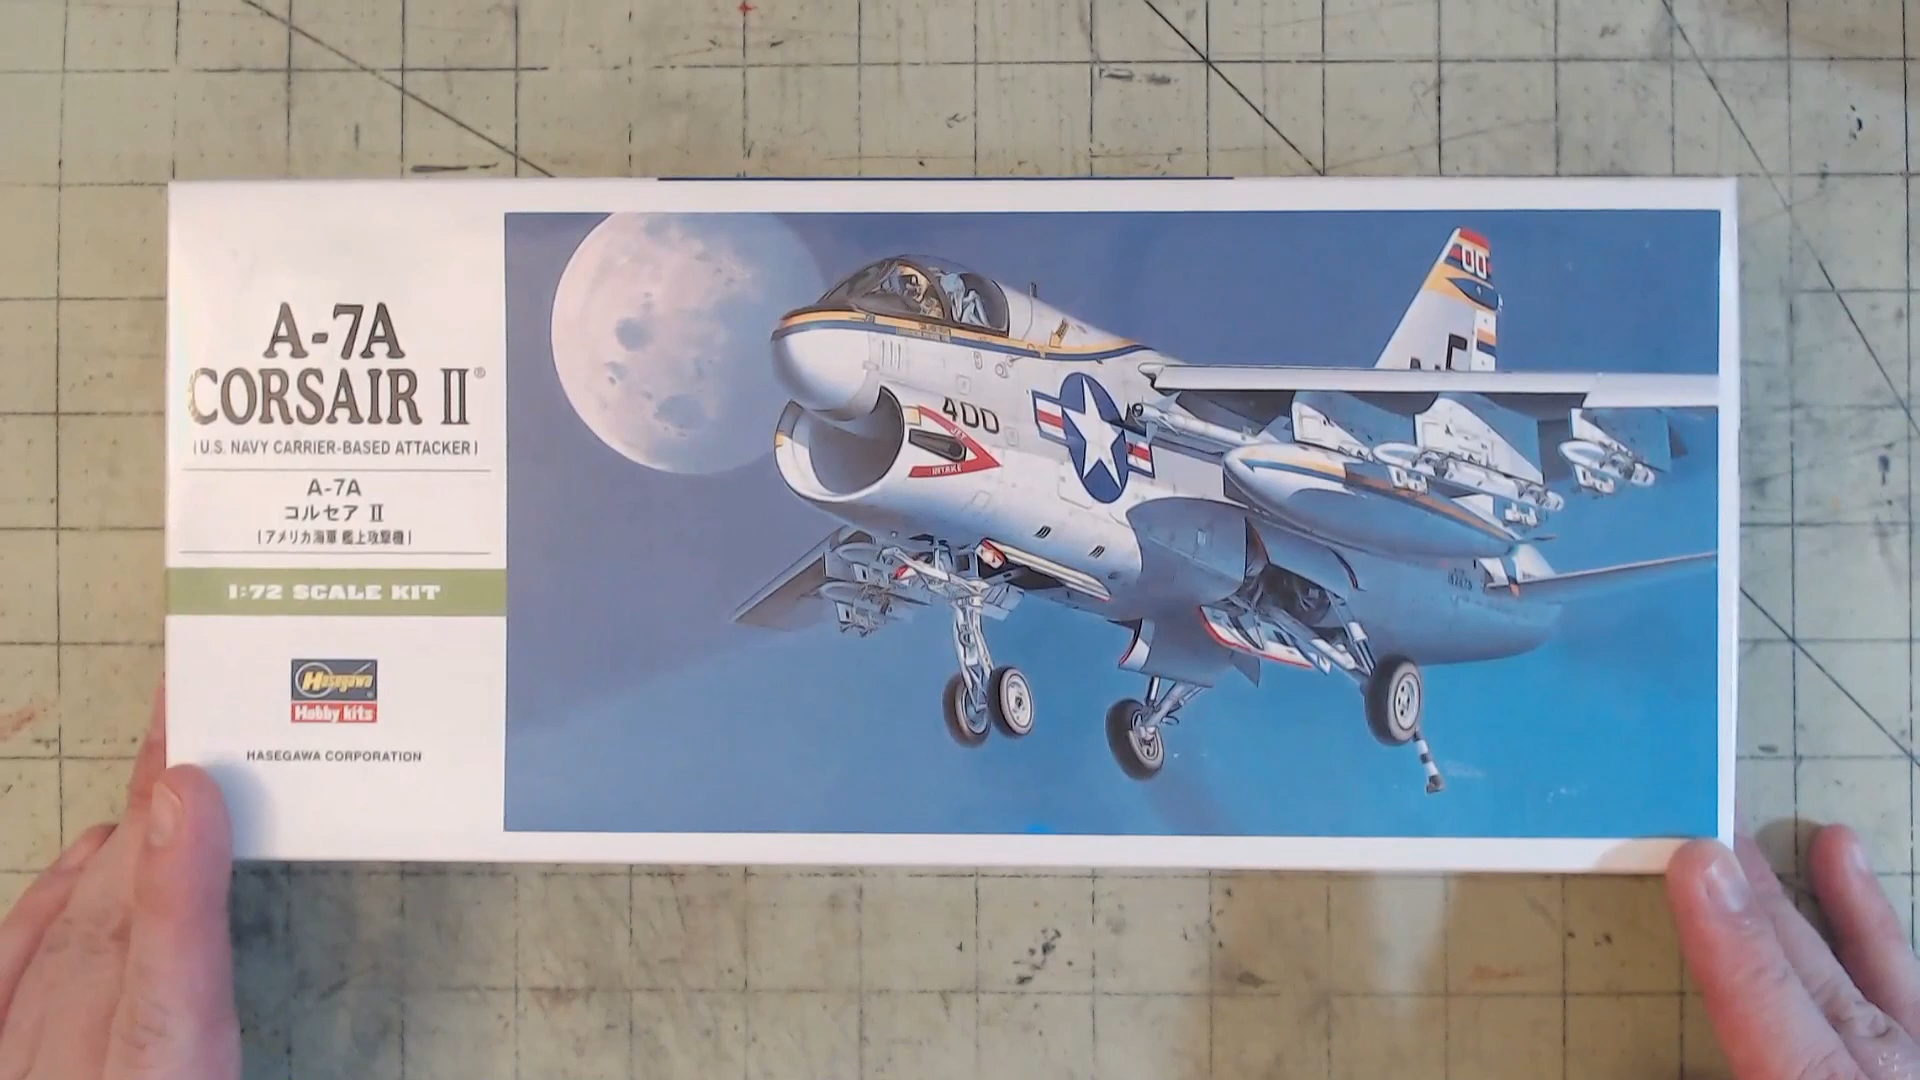 A-7A
CORSAIR II®
(U.S. NAVY CARRIER-BASED ATTACKER)
A-7A
コルセア II
(アメリカ海軍 艦上攻撃機)
1:72 SCALE KIT
Hasegawa
Hobby kits
HASEGAWA CORPORATION
400
JET
INTAKE
00